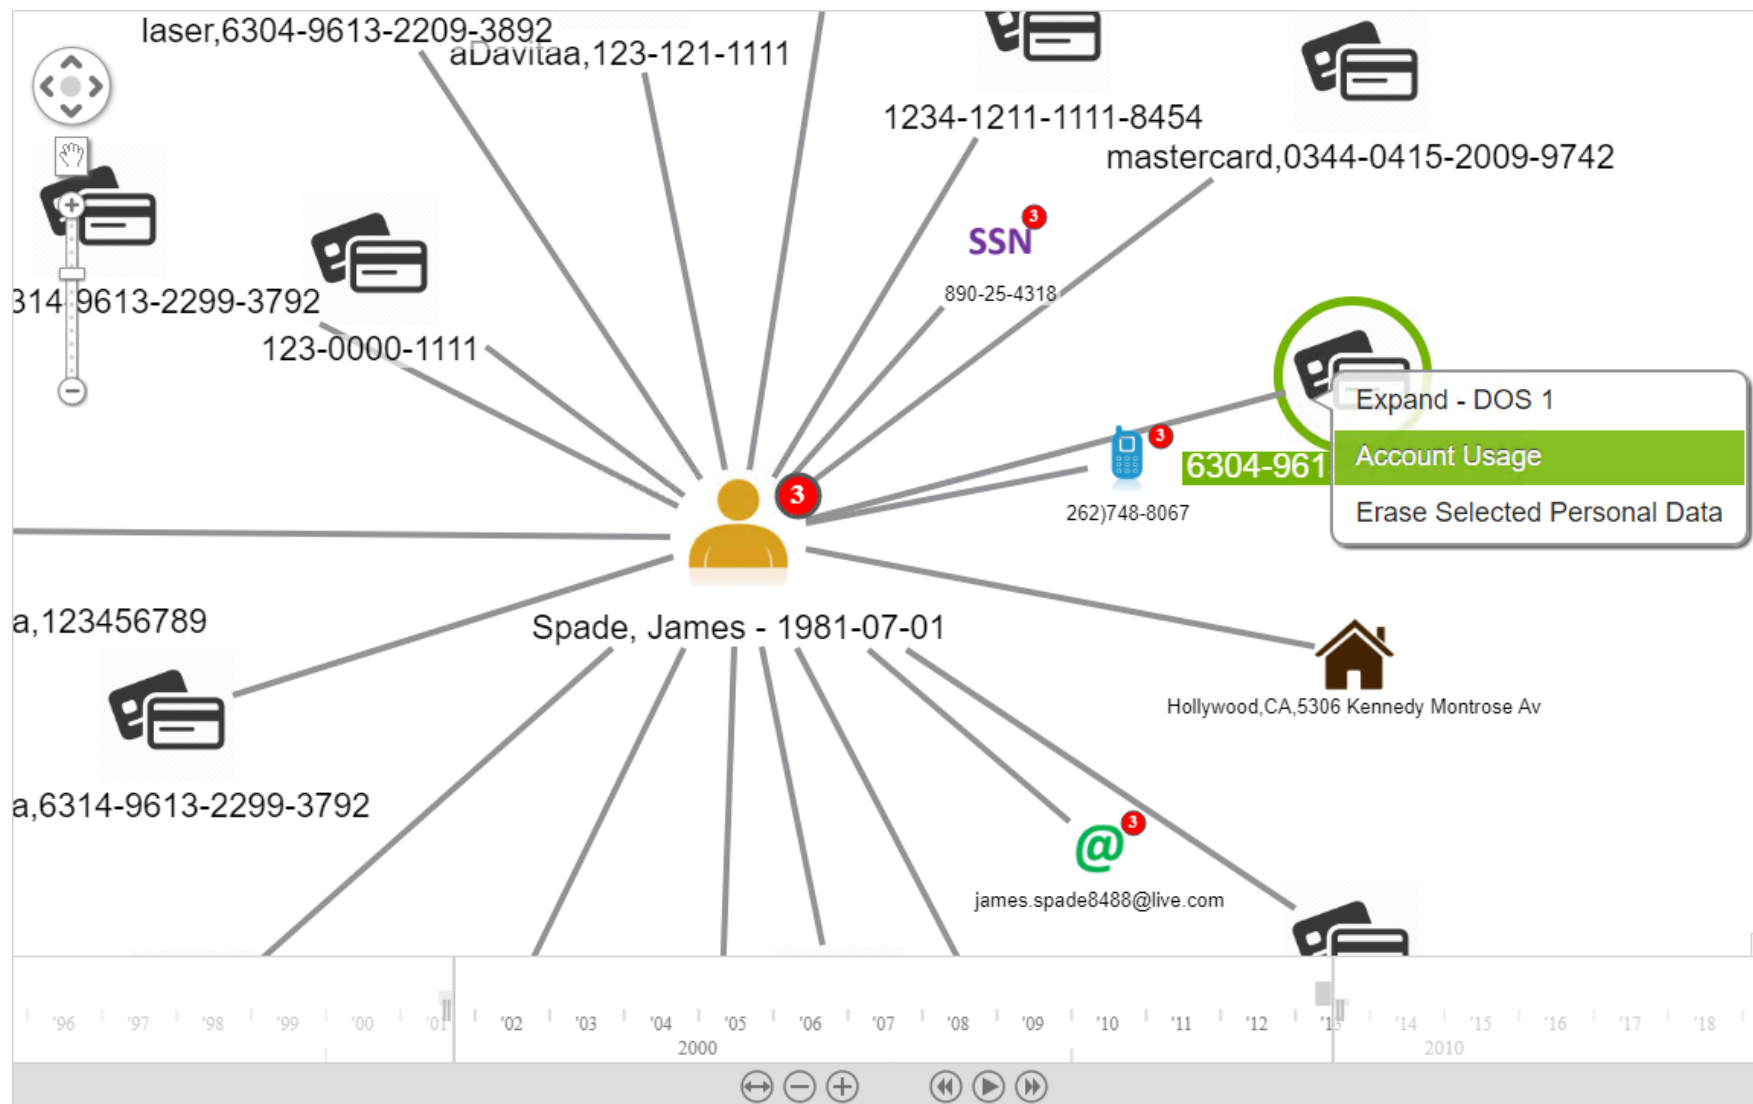 laser,6304-9613-2209-3892
aDavitaa,123-121-1111
1234-1211-1111-8454
mastercard,0344-0415-2009-9742
3
SSN
890-25-4318
314-9613-2299-3792
123-0000-1111
Expand - DOS 1
3
6304-961
Account Usage
3
262)748-8067
Erase Selected Personal Data
a,123456789
Spade, James - 1981-07-01
Hollywood,CA,5306 Kennedy Montrose Av
a,6314-9613-2299-3792
3
@
james.spade8488@live.com
'96 '97 '98 '99 '00 '01 '02 '03 '04 '05 '06 '07 '08 '09 '10 '11 '12 '13 '14 '15 '16 '17 '18
2000 2010